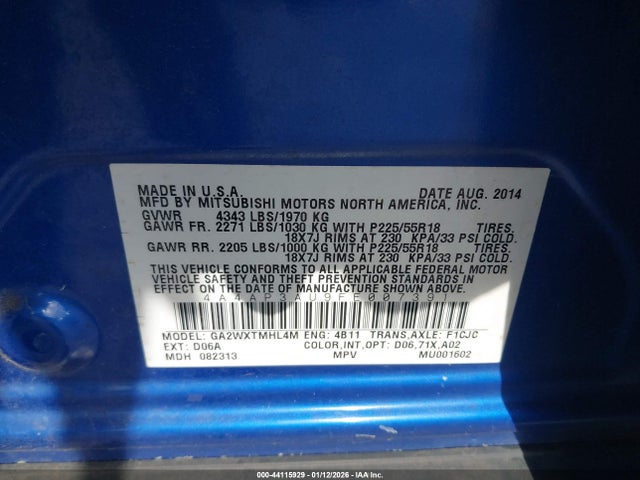 MADE IN U.S.A. DATE AUG. 2014
MFD BY MITSUBISHI MOTORS NORTH AMERICA, INC.
GVWR 4343 LBS/1970 KG
GAWR FR. 2271 LBS/1030 KG WITH P225/55R18 TIRES,
18X7J RIMS AT 230 KPA/33 PSI COLD.
GAWR RR. 2205 LBS/1000 KG WITH P225/55R18 TIRES,
18X7J RIMS AT 230 KPA/33 PSI COLD.
THIS VEHICLE CONFORMS TO ALL APPLICABLE FEDERAL MOTOR
VEHICLE SAFETY AND THEFT PREVENTION STANDARDS IN
EFFECT ON THE DATE OF MANUFACTURE SHOWN ABOVE.
4A4AP3AU9FE007391
MODEL: GA2WXTMHL4M ENG: 4B11 TRANS,AXLE: F1CJC
EXT: D06A COLOR,INT,OPT: D06,71X,A02
MDH 082313 MPV MU001602
000-44115929 - 01/12/2026 - IAAI.COM